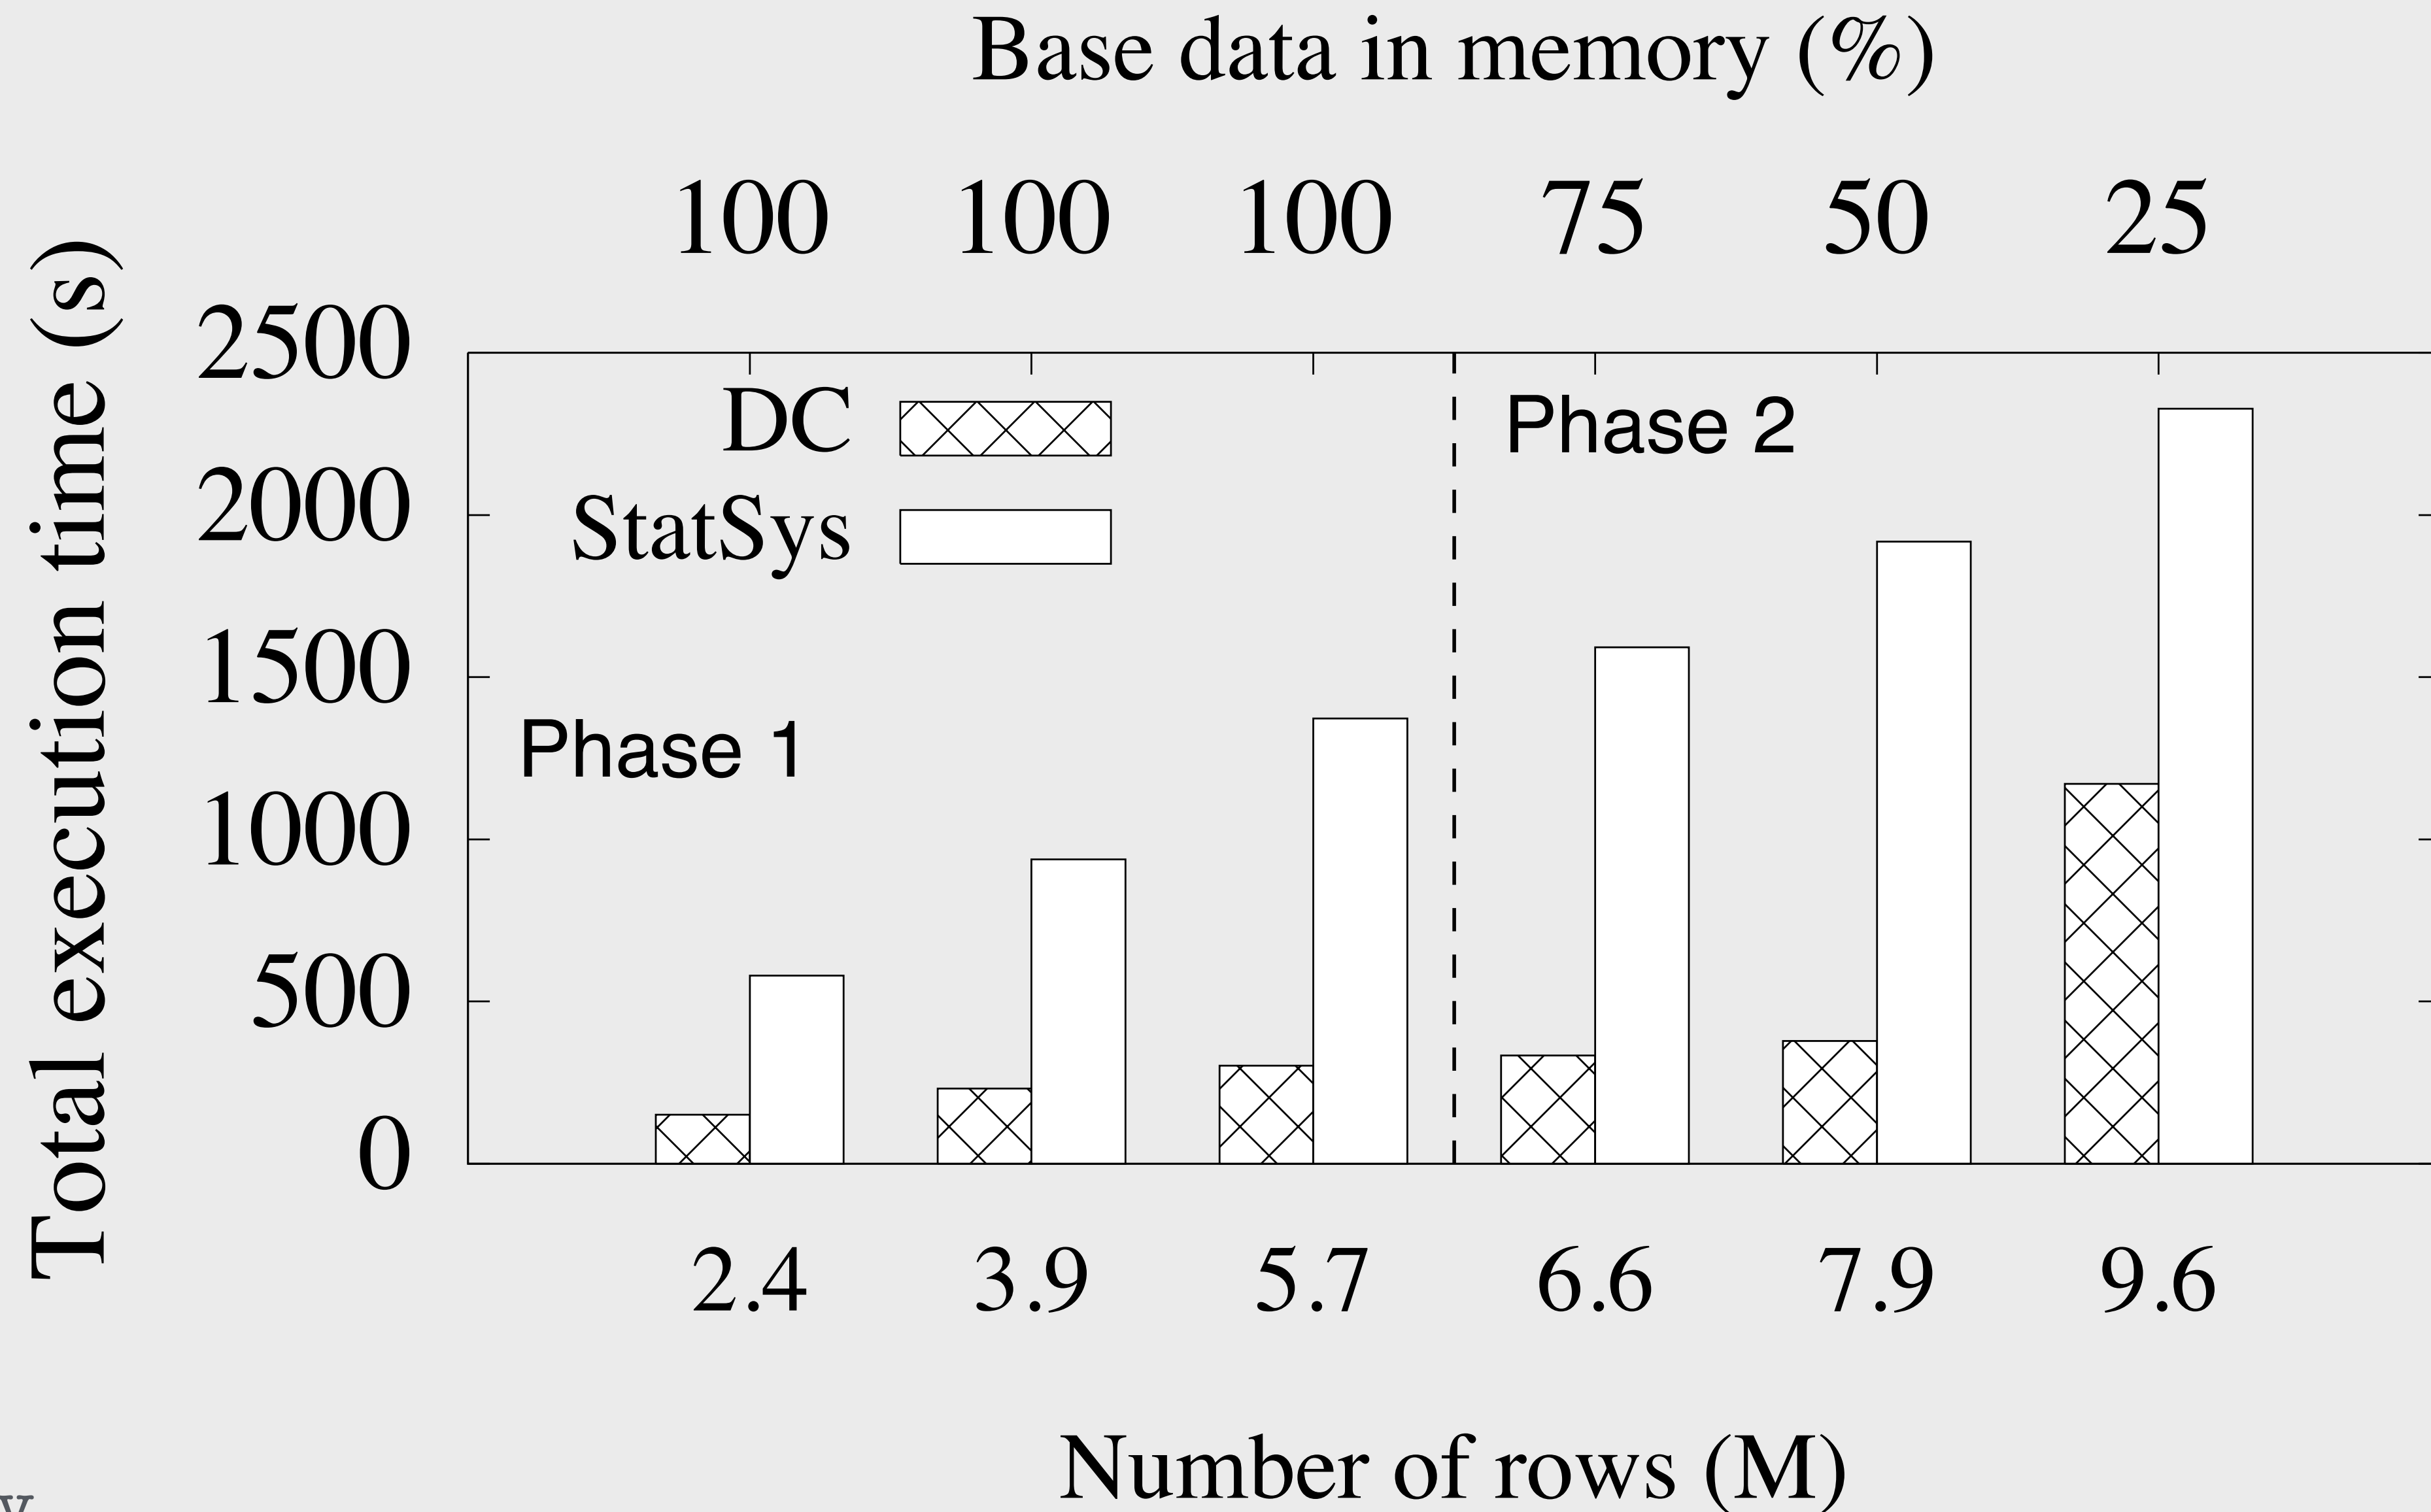 Base data in memory (%)
100 100 100 75 50 25
Total execution time (s)
2500
2000
1500
1000
500
0
DC
StatSys
Phase 1
Phase 2
2.4 3.9 5.7 6.6 7.9 9.6
Number of rows (M)